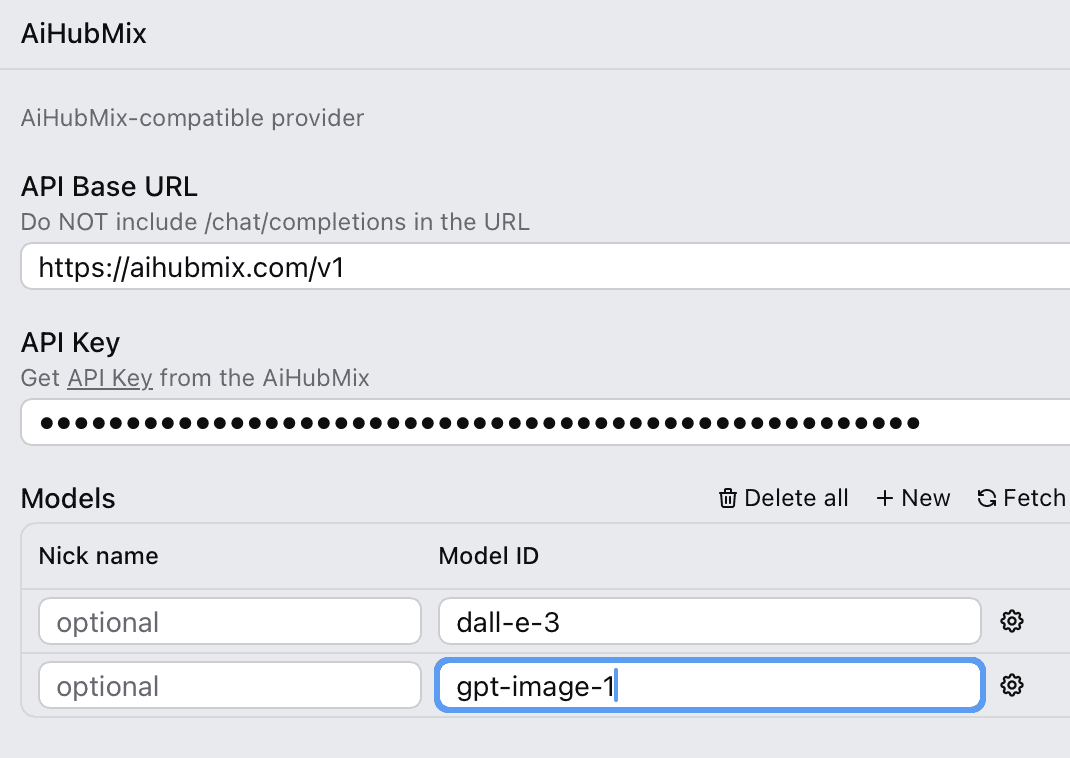 AiHubMix
AiHubMix-compatible provider
API Base URL
Do NOT include /chat/completions in the URL
https://aihubmix.com/v1
API Key
Get API Key from the AiHubMix
••••••••••••••••••••••••••••••••••••••••••••••••••••
Models Delete all + New Fetch
Nick name Model ID
optional dall-e-3
optional gpt-image-1